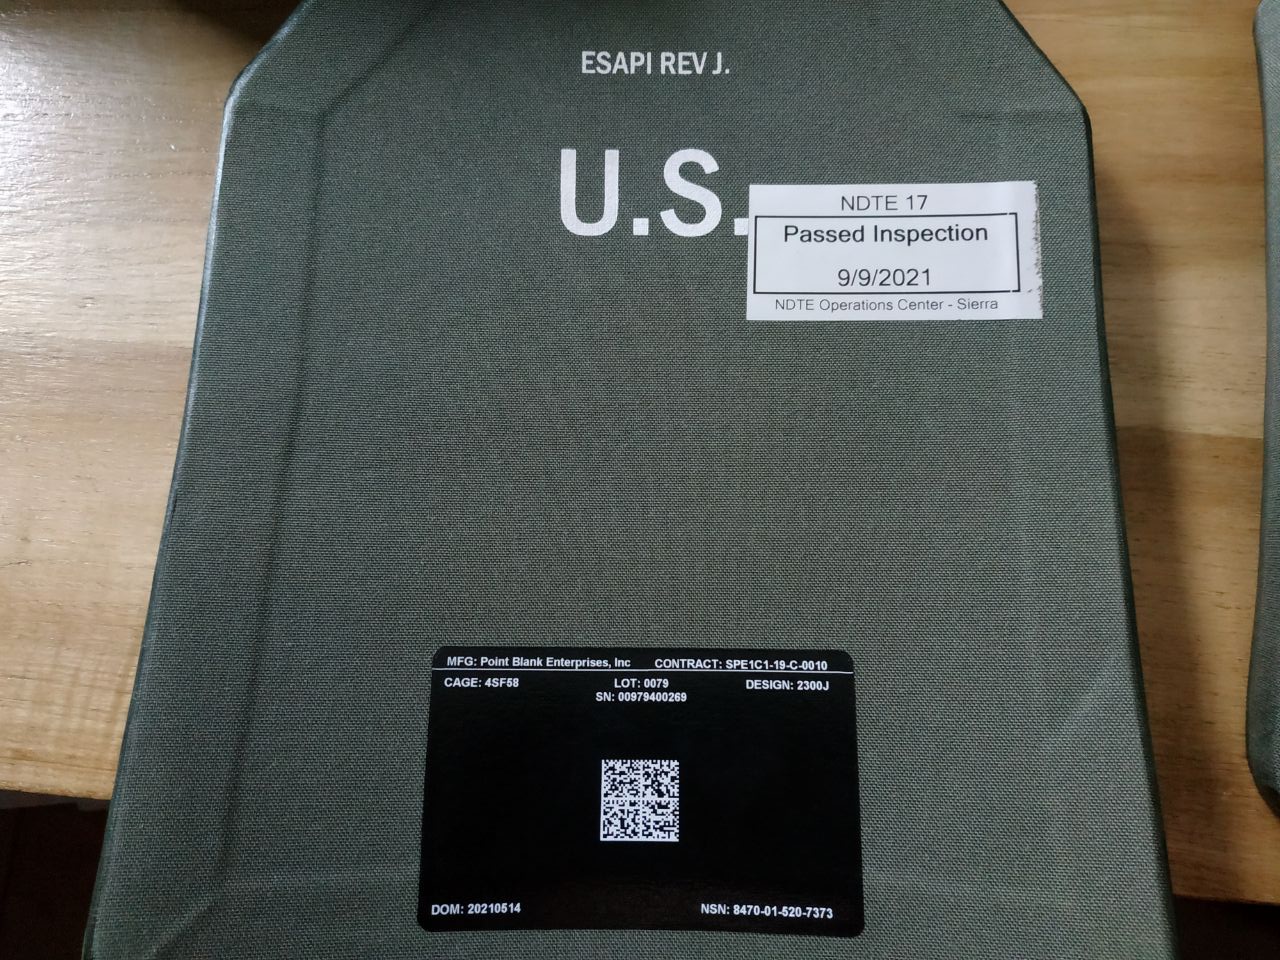 ESAPI REV J.
U.S.
NDTE 17
Passed Inspection
9/9/2021
NDTE Operations Center - Sierra
MFG: Point Blank Enterprises, Inc CONTRACT: SPE1C1-19-C-0010
CAGE: 4SF58 LOT: 0079 DESIGN: 2300J
SN: 00979400269
DOM: 20210514 NSN: 8470-01-520-7373